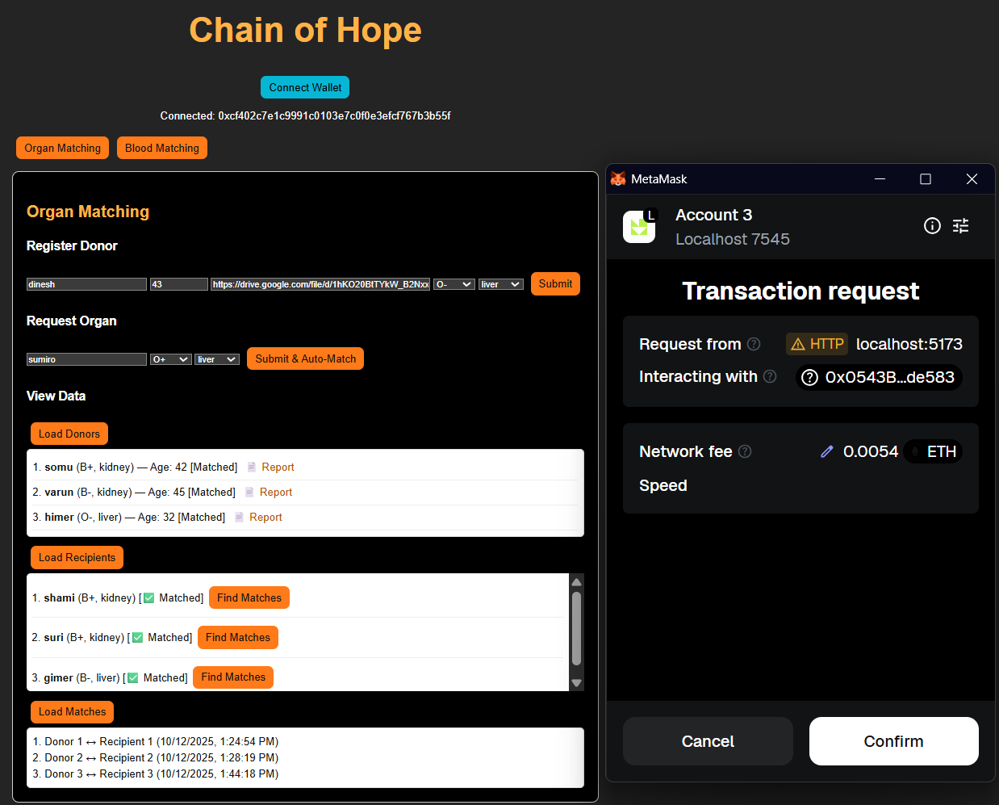 Chain of Hope
Connect Wallet
Connected: 0xcf402c7e1c9991c0103e7c0f0e3efcf767b3b55f
Organ Matching Blood Matching
Organ Matching
Register Donor
dinesh 43 https://drive.google.com/file/d/1hKO20BtTYkW_B2Nxx O- liver Submit
Request Organ
sumiro O+ liver Submit & Auto-Match
View Data
Load Donors
1. somu (B+, kidney) — Age: 42 [Matched] Report
2. varun (B-, kidney) — Age: 45 [Matched] Report
3. himer (O-, liver) — Age: 32 [Matched] Report
Load Recipients
1. shami (B+, kidney) [✅ Matched] Find Matches
2. suri (B+, kidney) [✅ Matched] Find Matches
3. gimer (B-, liver) [✅ Matched] Find Matches
Load Matches
1. Donor 1 ↔ Recipient 1 (10/12/2025, 1:24:54 PM)
2. Donor 2 ↔ Recipient 2 (10/12/2025, 1:28:19 PM)
3. Donor 3 ↔ Recipient 3 (10/12/2025, 1:44:18 PM)
MetaMask
L
Account 3
Localhost 7545
Transaction request
Request from HTTP localhost:5173
Interacting with 0x0543B...de583
Network fee 0.0054 ETH
Speed
Cancel Confirm